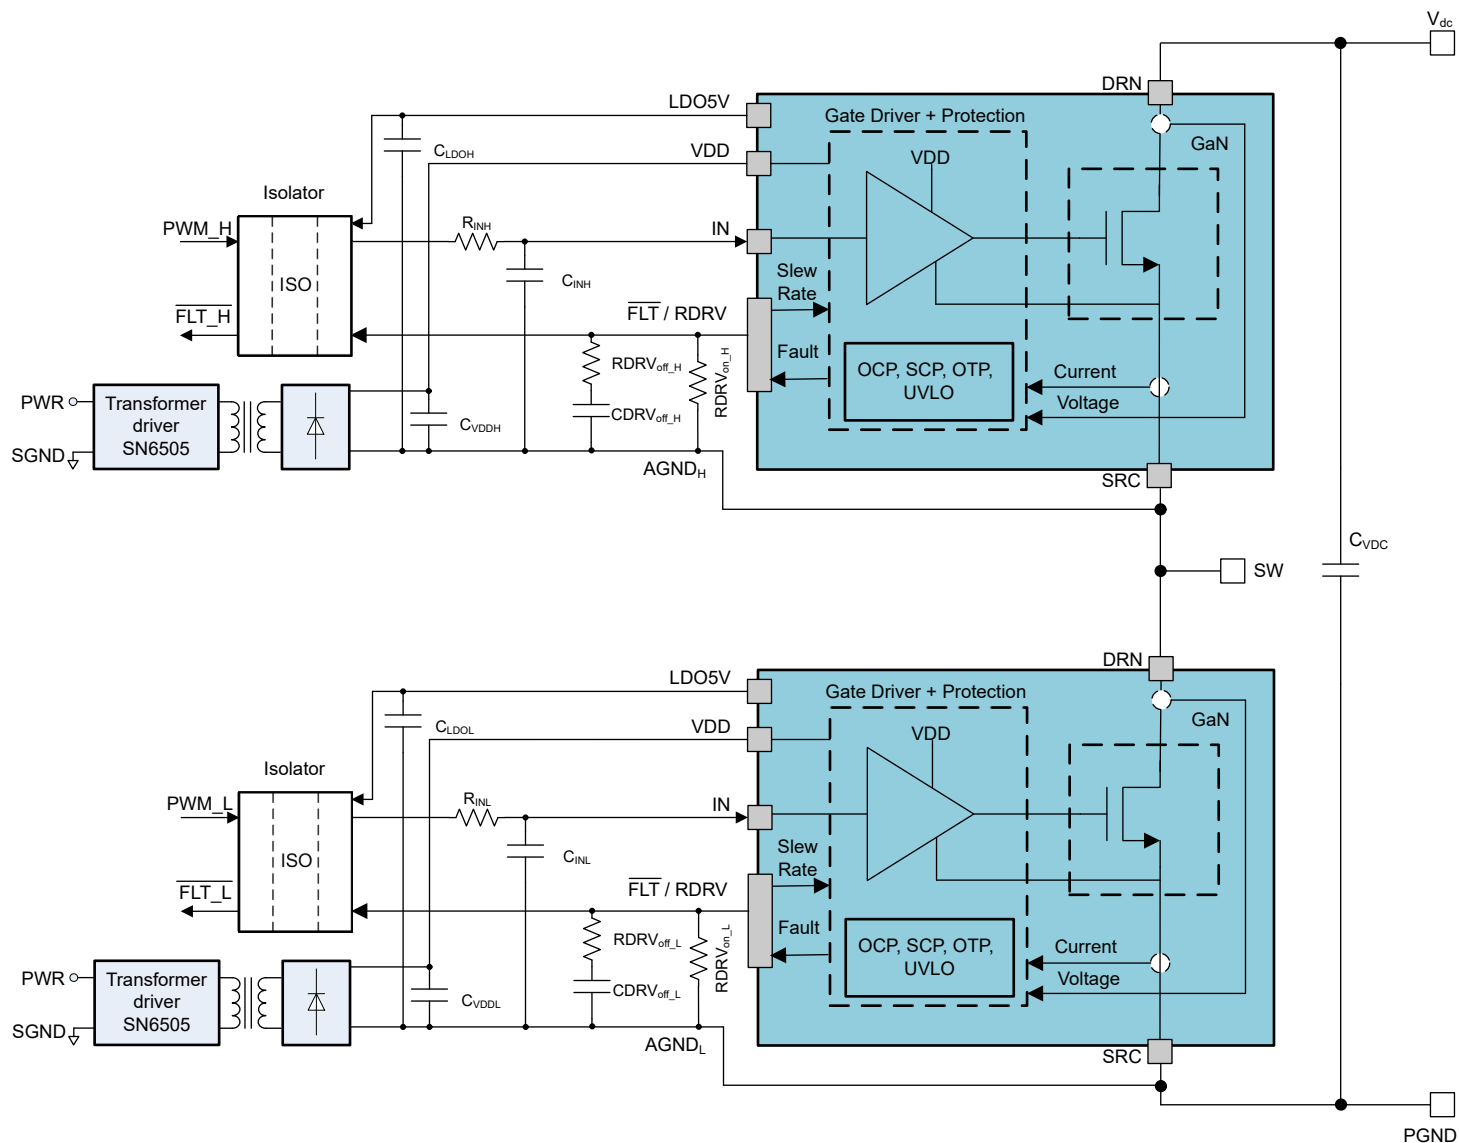 Vdc
DRN
LDO5V
Gate Driver + Protection
GaN
CLDOH
VDD
VDD
Isolator
PWM_H
RINH
IN
ISO
CINH
Slew
Rate
FLT_H
FLT / RDRV
Fault
RDRVoff_H
RDRVon_H
OCP, SCP, OTP,
UVLO
Current
Voltage
PWR
Transformer
driver
SN6505
CVDDH
CDRVoff_H
SGND
AGNDH
SRC
CVDC
SW
DRN
LDO5V
Gate Driver + Protection
GaN
CLDOL
VDD
VDD
Isolator
PWM_L
RINL
IN
ISO
CINL
Slew
Rate
FLT_L
FLT / RDRV
Fault
RDRVoff_L
RDRVon_L
OCP, SCP, OTP,
UVLO
Current
Voltage
PWR
Transformer
driver
SN6505
CVDDL
CDRVoff_L
SGND
AGNDL
SRC
PGND